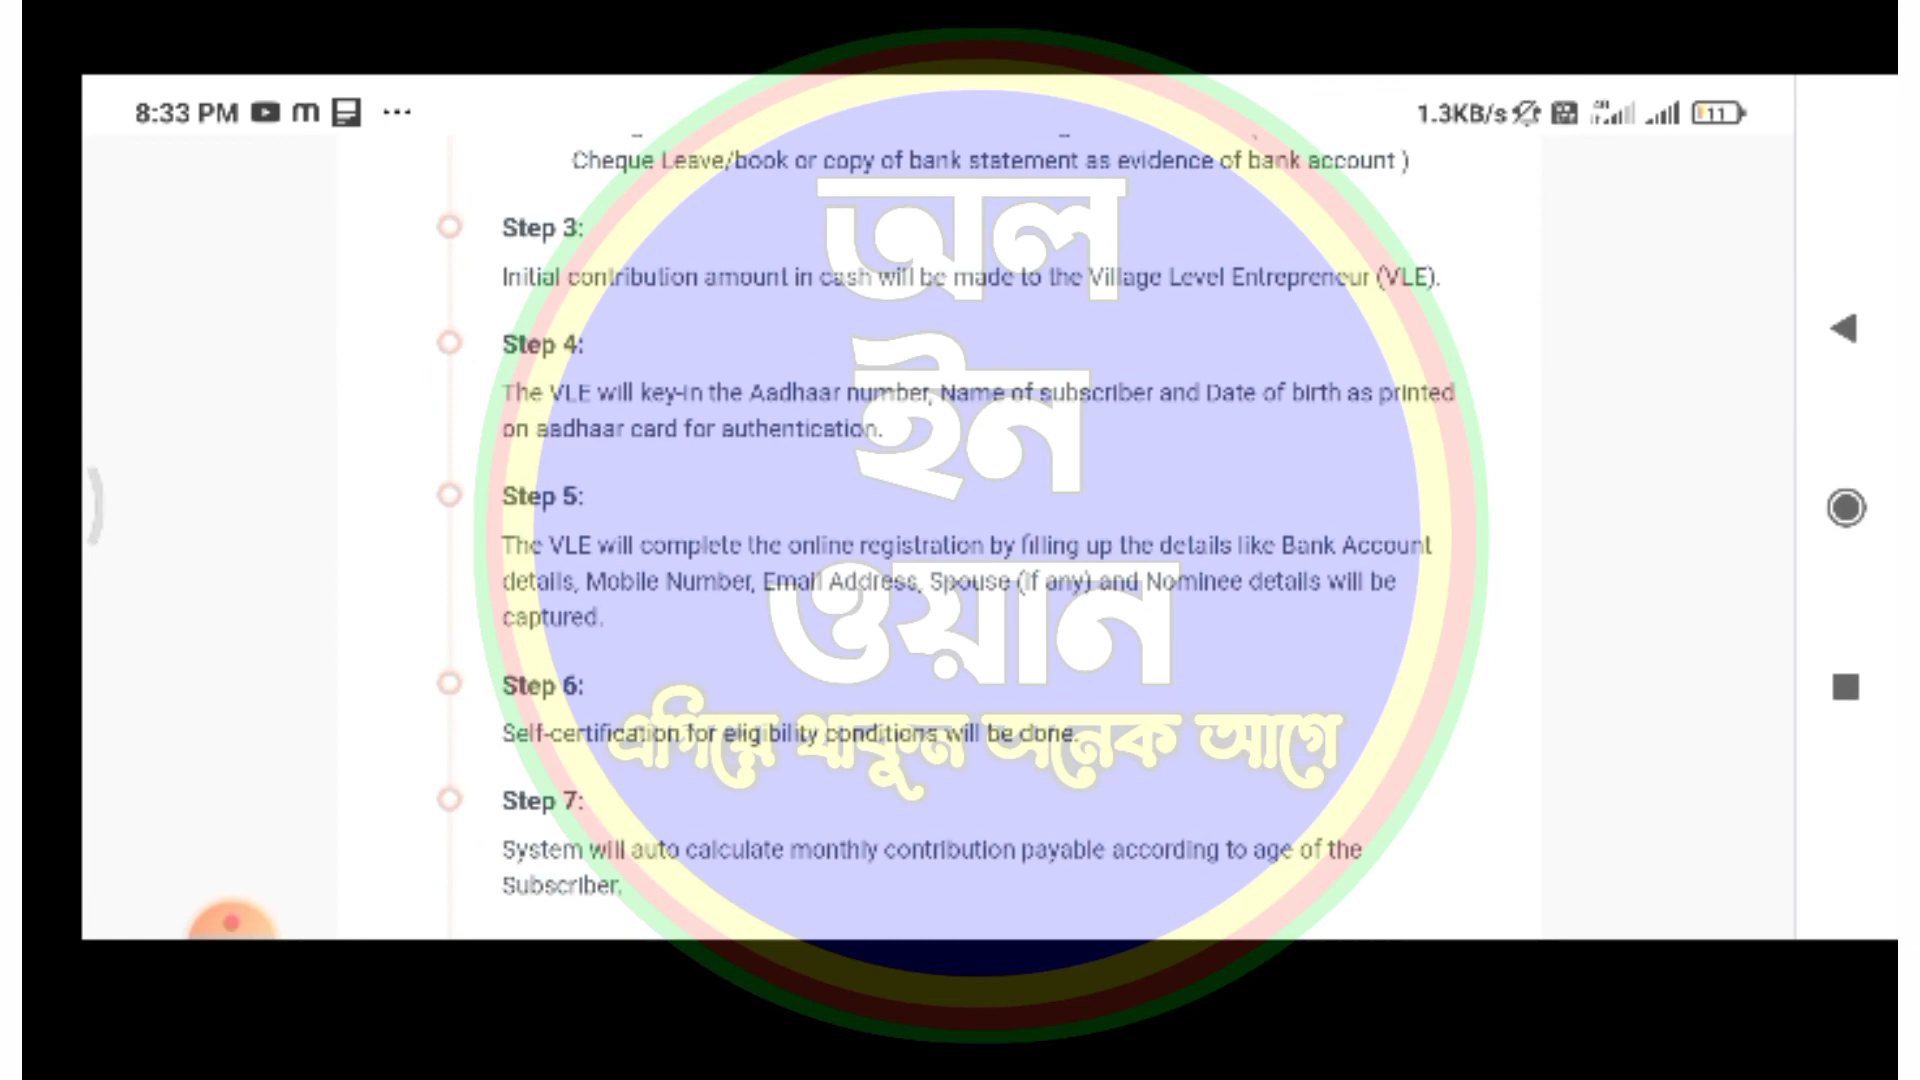 8:33 PM
1.3KB/s
11
Cheque Leave/book or copy of bank statement as evidence of bank account )
Step 3:
Initial contribution amount in cash will be made to the Village Level Entrepreneur (VLE).
Step 4:
The VLE will key-in the Aadhaar number, Name of subscriber and Date of birth as printed
on aadhaar card for authentication.
Step 5:
The VLE will complete the online registration by filling up the details like Bank Account
details, Mobile Number, Email Address, Spouse (if any) and Nominee details will be
captured.
Step 6:
Self-certification for eligibility conditions will be done.
Step 7:
System will auto calculate monthly contribution payable according to age of the
Subscriber.
অল
ইন
ওয়ান
এগিয়ে থাকুন অনেক আগে